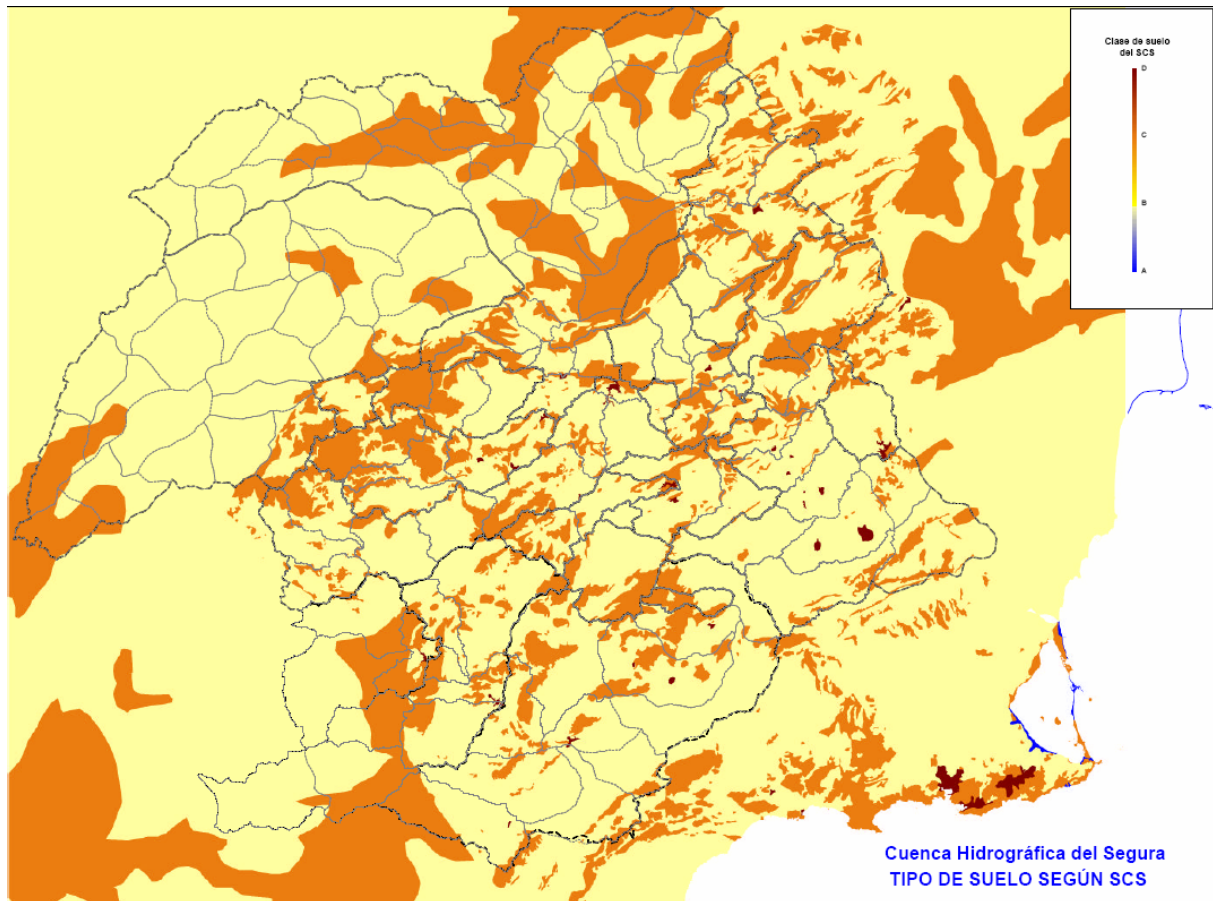 Clase de suelo
del SCS
D
C
B
A
Cuenca Hidrográfica del Segura
TIPO DE SUELO SEGÚN SCS